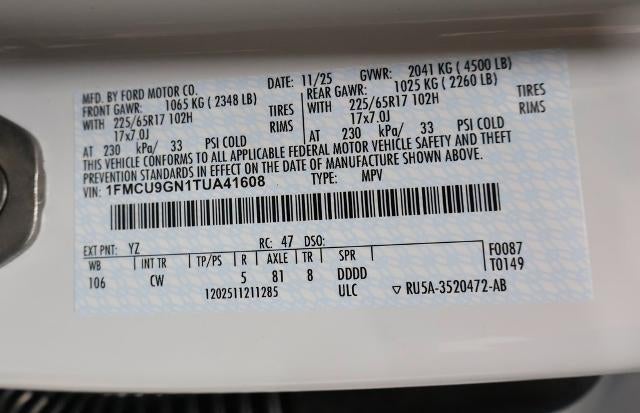 MFD. BY FORD MOTOR CO. DATE: 11/25 GVWR: 2041 KG ( 4500 LB)
FRONT GAWR: 1065 KG ( 2348 LB) REAR GAWR: 1025 KG ( 2260 LB)
WITH 225/65R17 102H TIRES WITH 225/65R17 102H TIRES
17x7.0J RIMS 17x7.0J RIMS
AT 230 kPa/ 33 PSI COLD AT 230 kPa/ 33 PSI COLD
THIS VEHICLE CONFORMS TO ALL APPLICABLE FEDERAL MOTOR VEHICLE SAFETY AND THEFT
PREVENTION STANDARDS IN EFFECT ON THE DATE OF MANUFACTURE SHOWN ABOVE.
VIN: 1FMCU9GN1TUA41608 TYPE: MPV
EXT PNT: YZ RC: 47 DSO: F0087
WB INT TR TP/PS R AXLE TR SPR T0149
106 CW 5 81 8 DDDD
1202511211285 ULC ▽ RU5A-3520472-AB